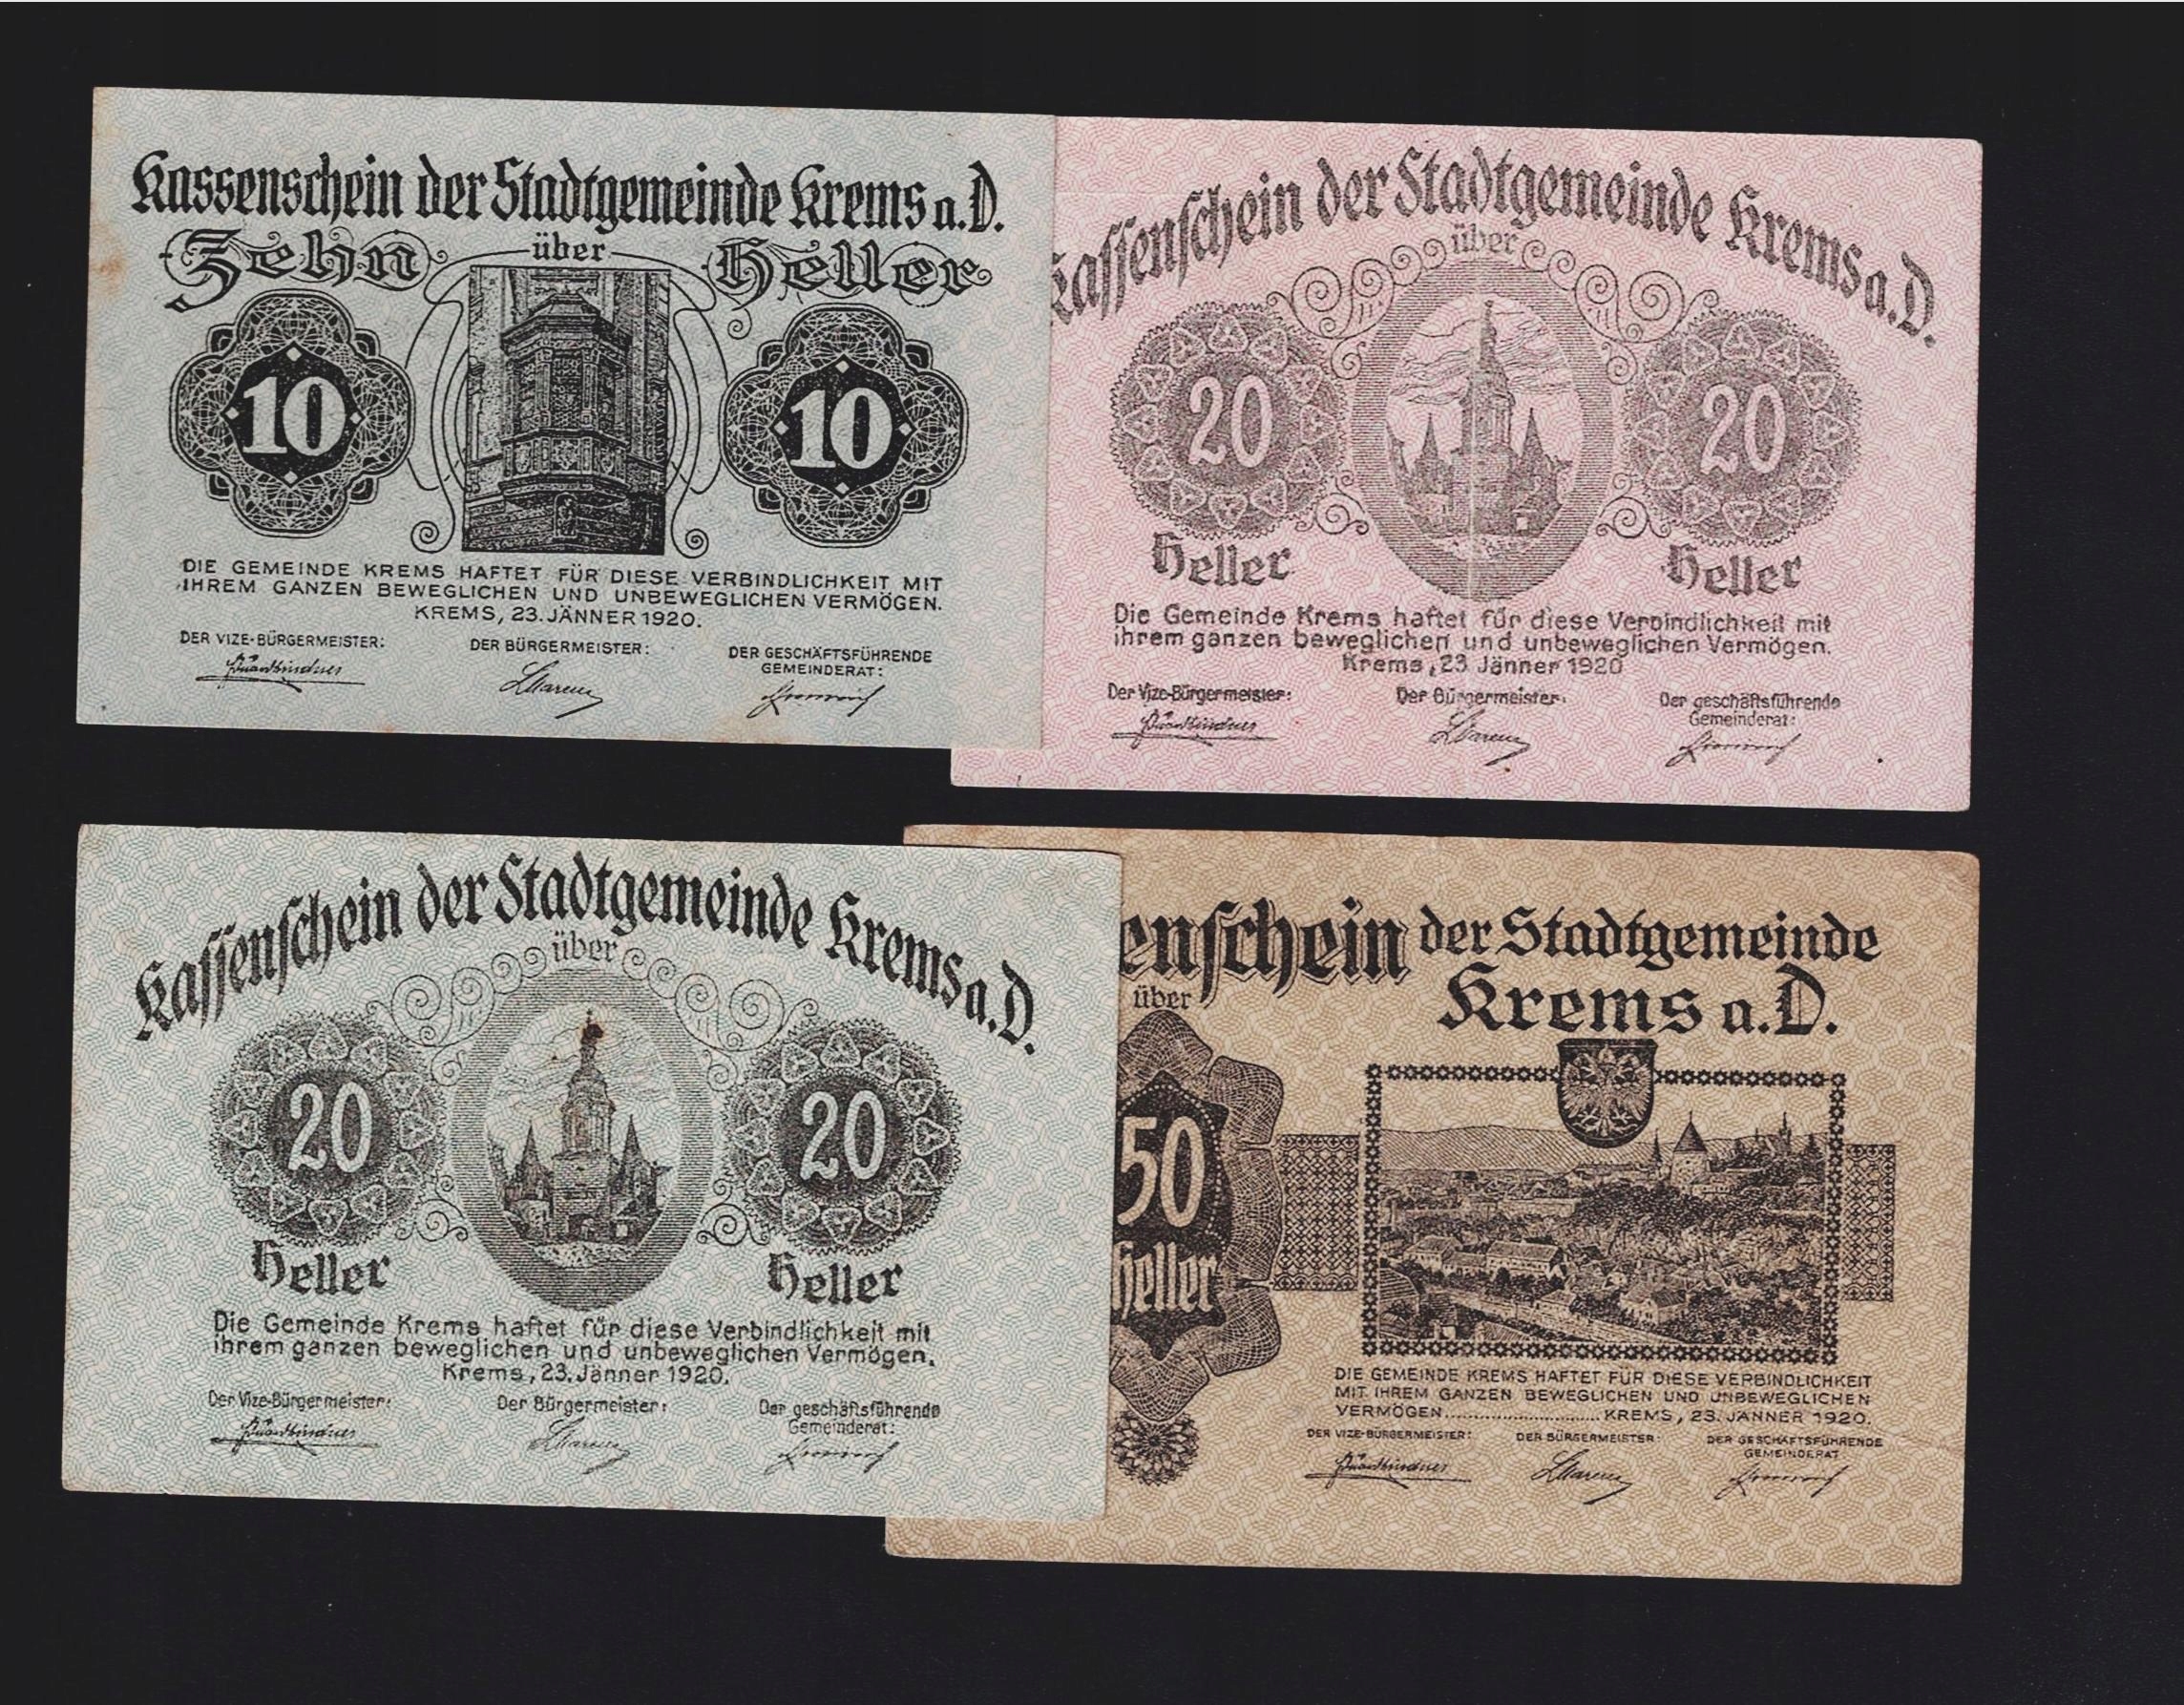 Kassenschein der Stadtgemeinde Krems a.D.
über
Zehn Heller
10 10
DIE GEMEINDE KREMS HAFTET FÜR DIESE VERBINDLICHKEIT MIT
IHREM GANZEN BEWEGLICHEN UND UNBEWEGLICHEN VERMÖGEN.
KREMS, 23. JÄNNER 1920.
DER VIZE-BÜRGERMEISTER: DER BÜRGERMEISTER: DER GESCHÄFTSFÜHRENDE
GEMEINDERAT:
Kaſſenſchein der Stadtgemeinde Krems a.D.
über
20 20
Heller Heller
Die Gemeinde Krems haftet für diese Verbindlichkeit mit
ihrem ganzen beweglichen und unbeweglichen Vermögen.
Krems, 23 Jänner 1920
Der Vize-Bürgermeister: Der Bürgermeister: Der geschäftsführende
Gemeinderat:
Kaſſenſchein der Stadtgemeinde Krems a.D.
über
20 20
Heller Heller
Die Gemeinde Krems haftet für diese Verbindlichkeit mit
ihrem ganzen beweglichen und unbeweglichen Vermögen.
Krems, 23. Jänner 1920.
Der Vize-Bürgermeister: Der Bürgermeister: Der geschäftsführende
Gemeinderat:
enſchein der Stadtgemeinde
über Krems a.D.
50
Heller
DIE GEMEINDE KREMS HAFTET FÜR DIESE VERBINDLICHKEIT
MIT IHREM GANZEN BEWEGLICHEN UND UNBEWEGLICHEN
VERMÖGEN.............................KREMS, 23. JÄNNER 1920.
DER VIZE-BÜRGERMEISTER: DER BÜRGERMEISTER: DER GESCHÄFTSFÜHRENDE
GEMEINDERAT